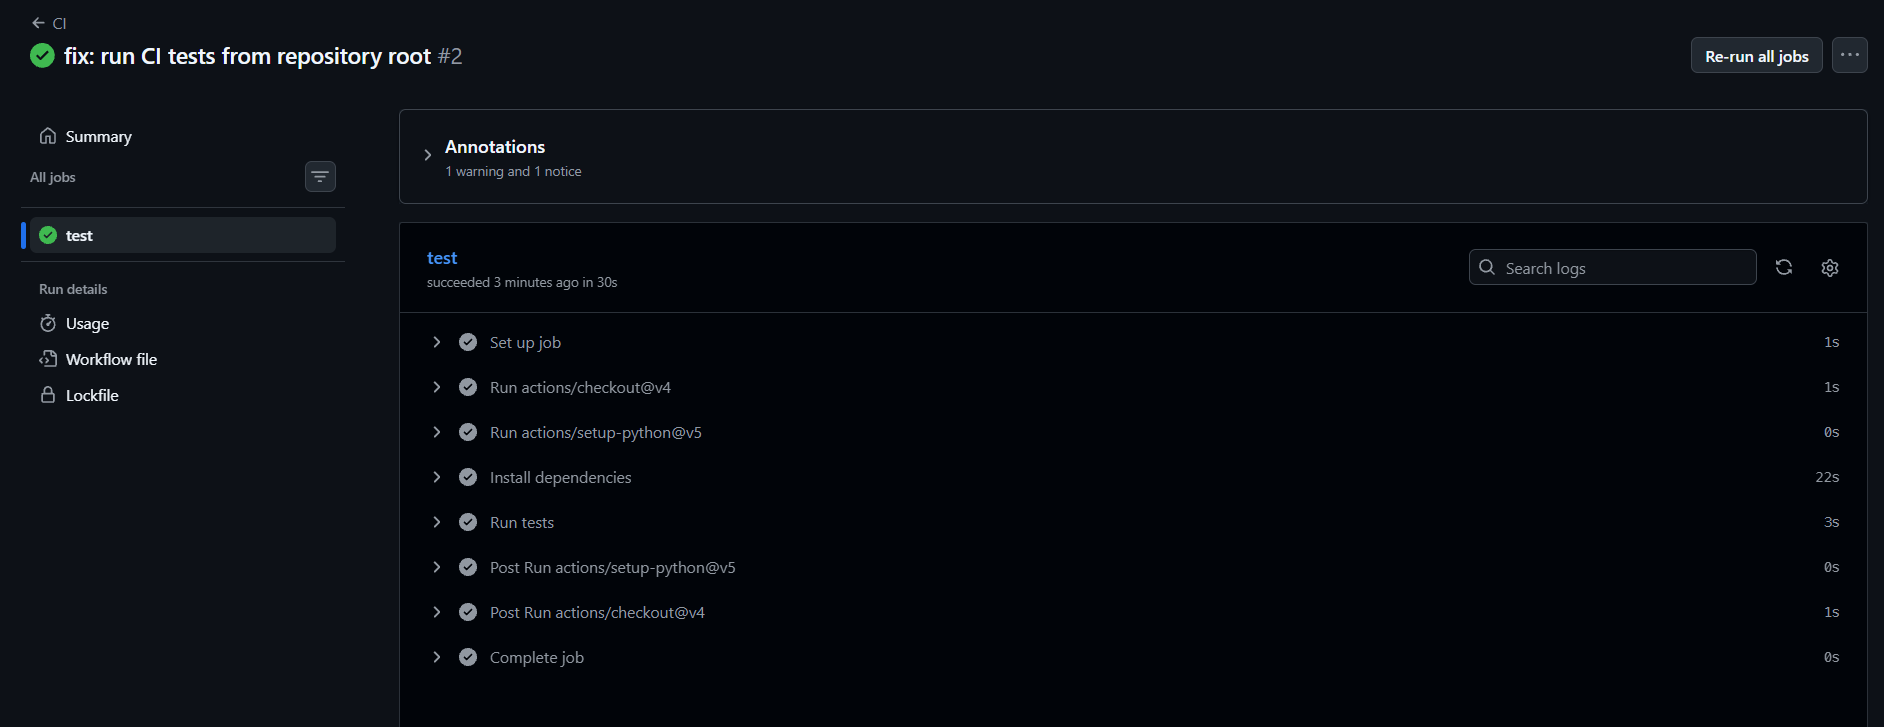 CI
fix: run CI tests from repository root #2
Re-run all jobs
Summary
All jobs
test
Run details
Usage
Workflow file
Lockfile
Annotations
1 warning and 1 notice
test
succeeded 3 minutes ago in 30s
Search logs
Set up job 1s
Run actions/checkout@v4 1s
Run actions/setup-python@v5 0s
Install dependencies 22s
Run tests 3s
Post Run actions/setup-python@v5 0s
Post Run actions/checkout@v4 1s
Complete job 0s